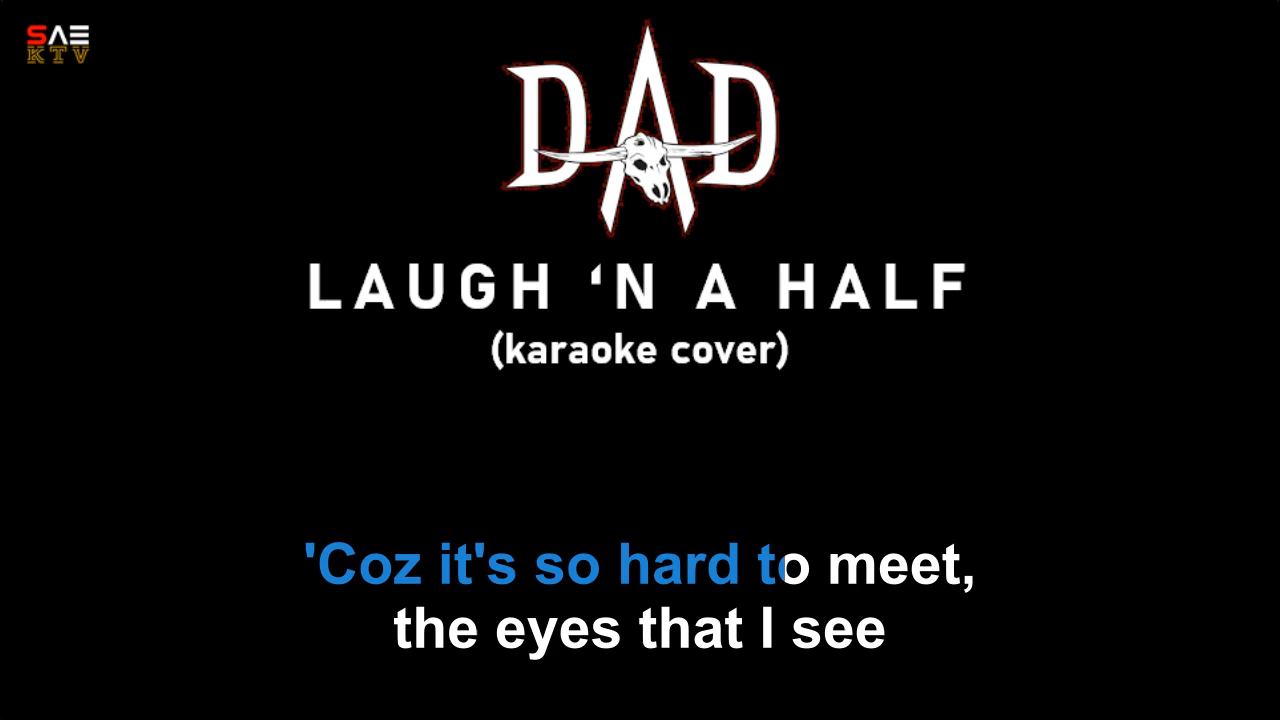 SAE
KTV
DAD
LAUGH ‘N A HALF
(karaoke cover)
'Coz it's so hard to meet,
the eyes that I see